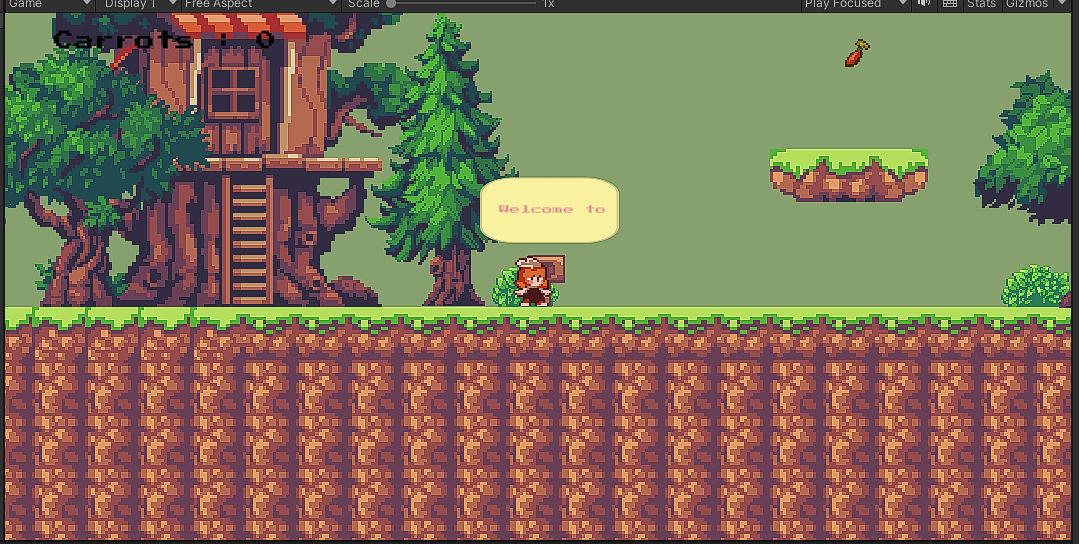 Game Display 1 Free Aspect Scale 1x Play Focused Stats Gizmos
Carrots : 0
Welcome to